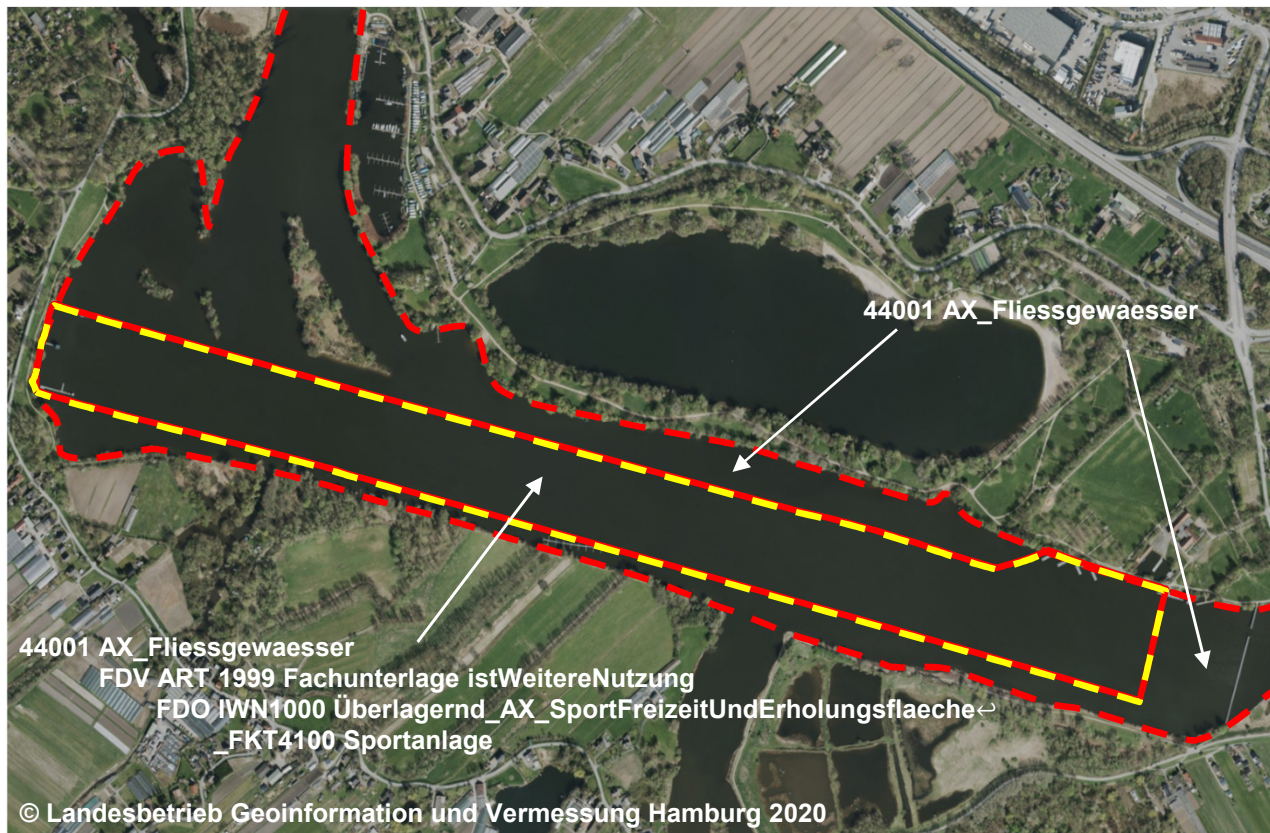 44001 AX_Fliessgewaesser
44001 AX_Fliessgewaesser
FDV ART 1999 Fachunterlage istWeitereNutzung
FDO IWN1000 Überlagernd_AX_SportFreizeitUndErholungsflaeche↩
_FKT4100 Sportanlage
© Landesbetrieb Geoinformation und Vermessung Hamburg 2020